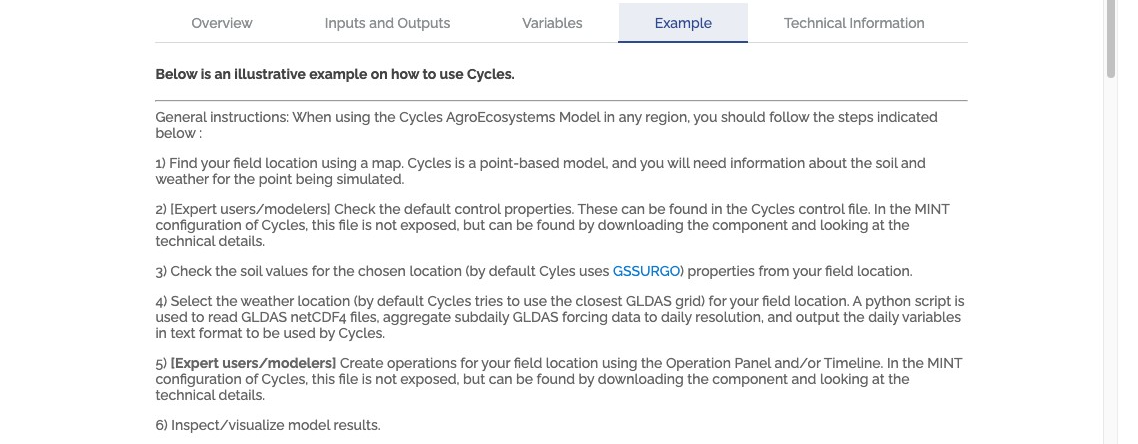 Overview Inputs and Outputs Variables Example Technical Information
Below is an illustrative example on how to use Cycles.
General instructions: When using the Cycles AgroEcosystems Model in any region, you should follow the steps indicated
below :
1) Find your field location using a map. Cycles is a point-based model, and you will need information about the soil and
weather for the point being simulated.
2) [Expert users/modelers] Check the default control properties. These can be found in the Cycles control file. In the MINT
configuration of Cycles, this file is not exposed, but can be found by downloading the component and looking at the
technical details.
3) Check the soil values for the chosen location (by default Cyles uses GSSURGO) properties from your field location.
4) Select the weather location (by default Cycles tries to use the closest GLDAS grid) for your field location. A python script is
used to read GLDAS netCDF4 files, aggregate subdaily GLDAS forcing data to daily resolution, and output the daily variables
in text format to be used by Cycles.
5) [Expert users/modelers] Create operations for your field location using the Operation Panel and/or Timeline. In the MINT
configuration of Cycles, this file is not exposed, but can be found by downloading the component and looking at the
technical details.
6) Inspect/visualize model results.